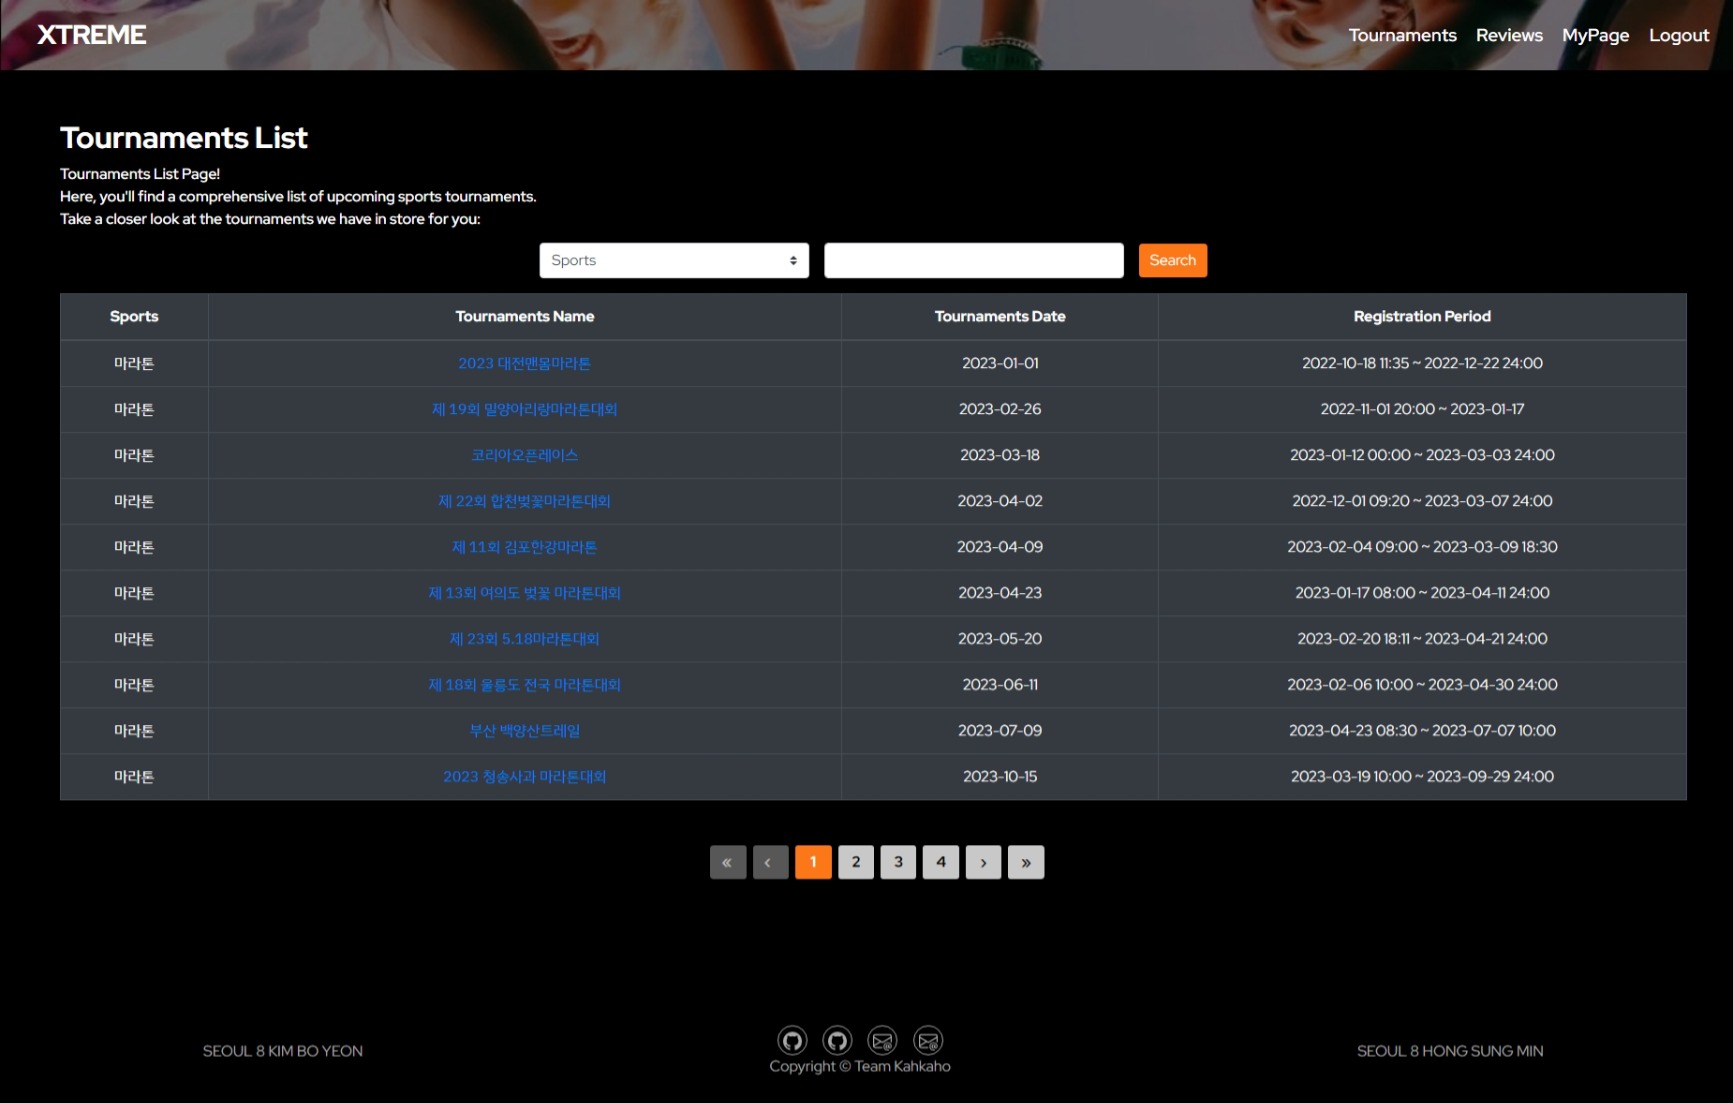 XTREME
Tournaments Reviews MyPage Logout
Tournaments List
Tournaments List Page!
Here, you'll find a comprehensive list of upcoming sports tournaments.
Take a closer look at the tournaments we have in store for you:
Sports Search
Sports Tournaments Name Tournaments Date Registration Period
마라톤 2023 대전맨몸마라톤 2023-01-01 2022-10-18 11:35 ~ 2022-12-22 24:00
마라톤 제 19회 밀양아리랑마라톤대회 2023-02-26 2022-11-01 20:00 ~ 2023-01-17
마라톤 코리아오픈레이스 2023-03-18 2023-01-12 00:00 ~ 2023-03-03 24:00
마라톤 제 22회 합천벚꽃마라톤대회 2023-04-02 2022-12-01 09:20 ~ 2023-03-07 24:00
마라톤 제 11회 김포한강마라톤 2023-04-09 2023-02-04 09:00 ~ 2023-03-09 18:30
마라톤 제 13회 여의도 벚꽃 마라톤대회 2023-04-23 2023-01-17 08:00 ~ 2023-04-11 24:00
마라톤 제 23회 5.18마라톤대회 2023-05-20 2023-02-20 18:11 ~ 2023-04-21 24:00
마라톤 제 18회 울릉도 전국 마라톤대회 2023-06-11 2023-02-06 10:00 ~ 2023-04-30 24:00
마라톤 부산 백양산트레일 2023-07-09 2023-04-23 08:30 ~ 2023-07-07 10:00
마라톤 2023 청송사과 마라톤대회 2023-10-15 2023-03-19 10:00 ~ 2023-09-29 24:00
« ‹ 1 2 3 4 › »
SEOUL 8 KIM BO YEON
Copyright © Team Kahkaho
SEOUL 8 HONG SUNG MIN